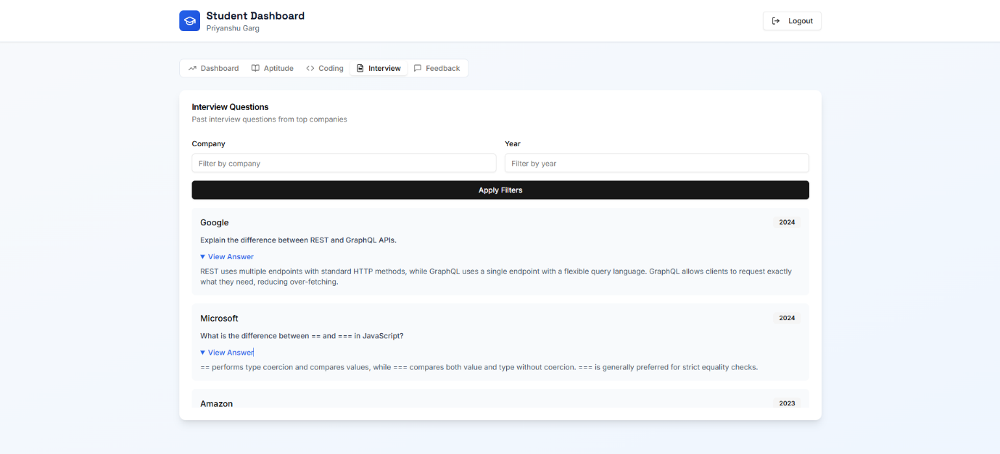 Student Dashboard
Priyanshu Garg
Logout
Dashboard Aptitude Coding Interview Feedback
Interview Questions
Past interview questions from top companies
Company Year
Filter by company Filter by year
Apply Filters
Google 2024
Explain the difference between REST and GraphQL APIs.
▼ View Answer
REST uses multiple endpoints with standard HTTP methods, while GraphQL uses a single endpoint with a flexible query language. GraphQL allows clients to request exactly
what they need, reducing over-fetching.
Microsoft 2024
What is the difference between == and === in JavaScript?
▼ View Answer
== performs type coercion and compares values, while === compares both value and type without coercion. === is generally preferred for strict equality checks.
Amazon 2023